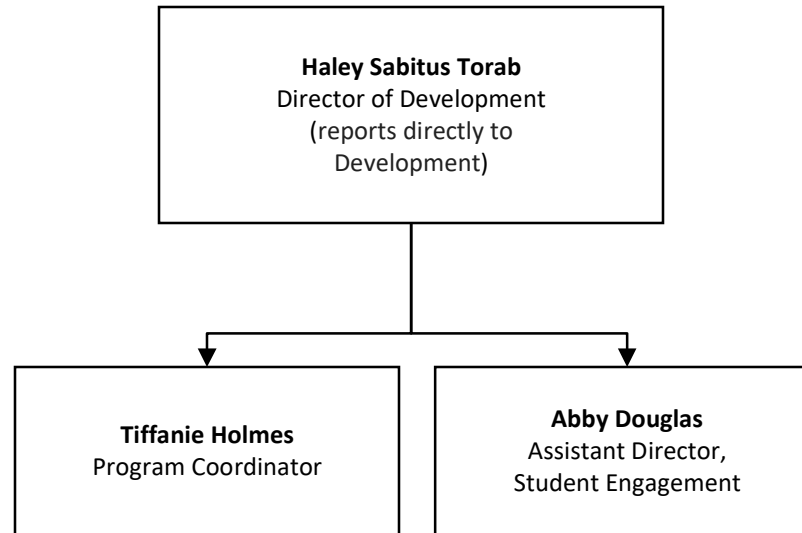 Haley Sabitus Torab
Director of Development
(reports directly to
Development)
Tiffanie Holmes
Program Coordinator
Abby Douglas
Assistant Director,
Student Engagement